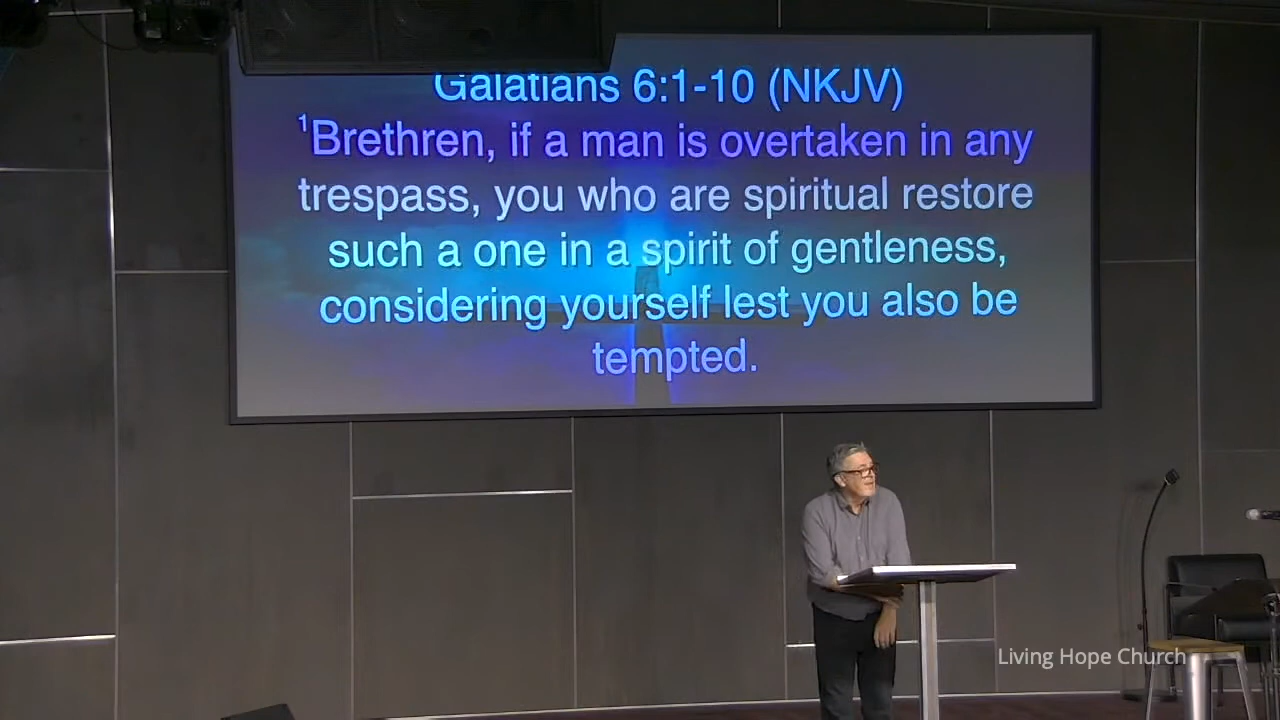 Galatians 6:1-10 (NKJV)
¹Brethren, if a man is overtaken in any
trespass, you who are spiritual restore
such a one in a spirit of gentleness,
considering yourself lest you also be
tempted.
Living Hope Church